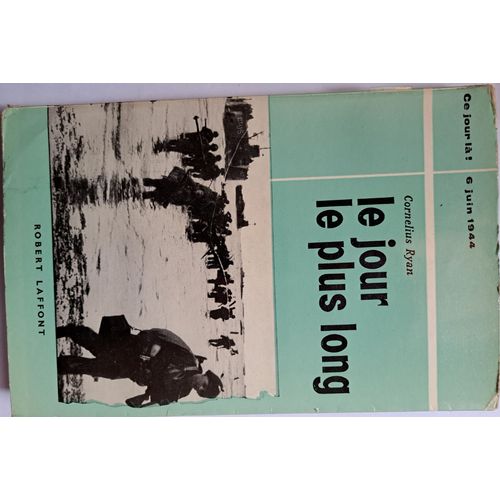 Ce jour là ! 6 juin 1944
Cornelius Ryan
le jour
le plus long
ROBERT LAFFONT